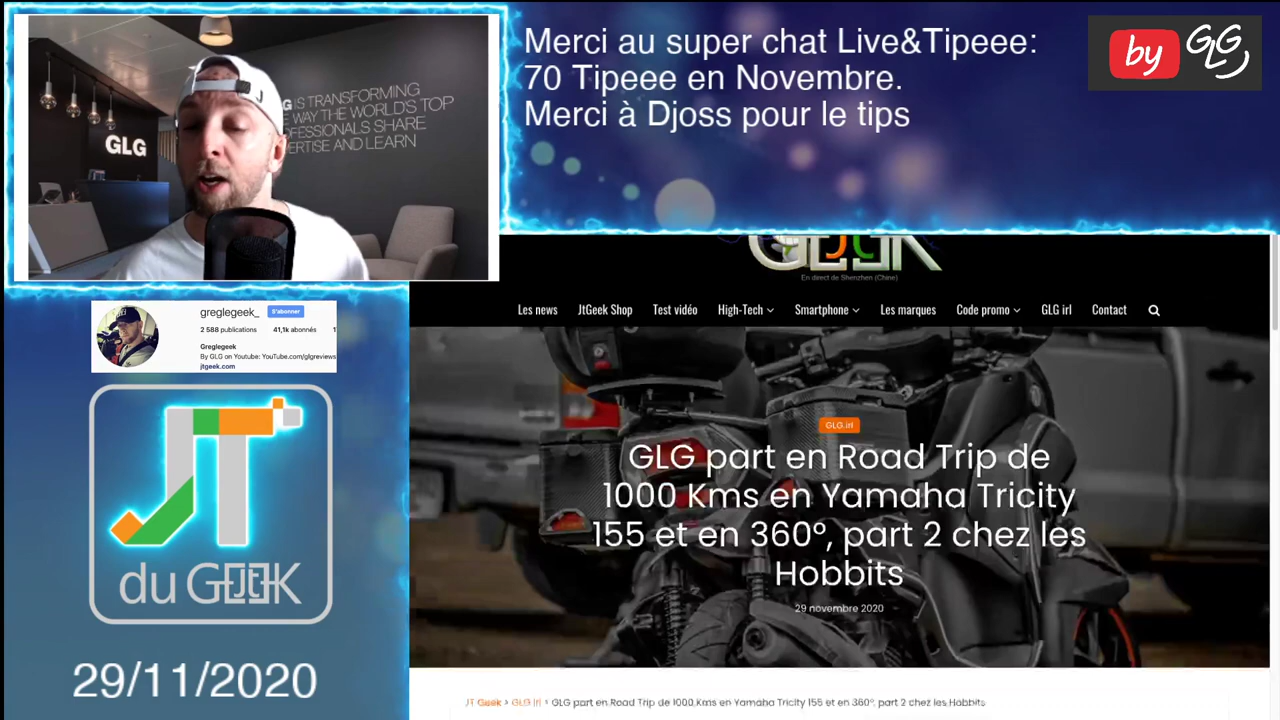 Merci au super chat Live&Tipeee:
70 Tipeee en Novembre.
Merci à Djoss pour le tips
by GLG
GLG
IS TRANSFORMING
WAY THE WORLD'S TOP
SHARE
AND LEARN
GEEK
En direct de Shenzhen (Chine)
Les news JtGeek Shop Test vidéo High-Tech Smartphone Les marques Code promo GLG irl Contact
greglegeek_ S'abonner
2 588 publications 41,1k abonnés 1
Greglegeek
By GLG on Youtube: YouTube.com/glgreviews
jtgeek.com
JT
du GEEK
29/11/2020
GLG irl
GLG part en Road Trip de
1000 Kms en Yamaha Tricity
155 et en 360°, part 2 chez les
Hobbits
29 novembre 2020
JT Geek > GLG irl > GLG part en Road Trip de 1000 Kms en Yamaha Tricity 155 et en 360°, part 2 chez les Hobbits